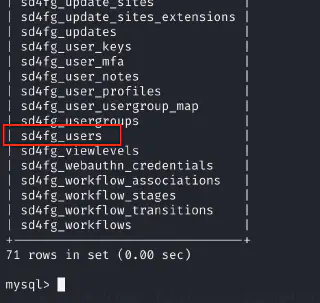 | sd4fg_update_sites |
| sd4fg_update_sites_extensions |
| sd4fg_updates |
| sd4fg_user_keys |
| sd4fg_user_mfa |
| sd4fg_user_notes |
| sd4fg_user_profiles |
| sd4fg_user_usergroup_map |
| sd4fg_usergroups |
| sd4fg_users |
| sd4fg_viewlevels |
| sd4fg_webauthn_credentials |
| sd4fg_workflow_associations |
| sd4fg_workflow_stages |
| sd4fg_workflow_transitions |
| sd4fg_workflows |
+-------------------------------+
71 rows in set (0.00 sec)
mysql>